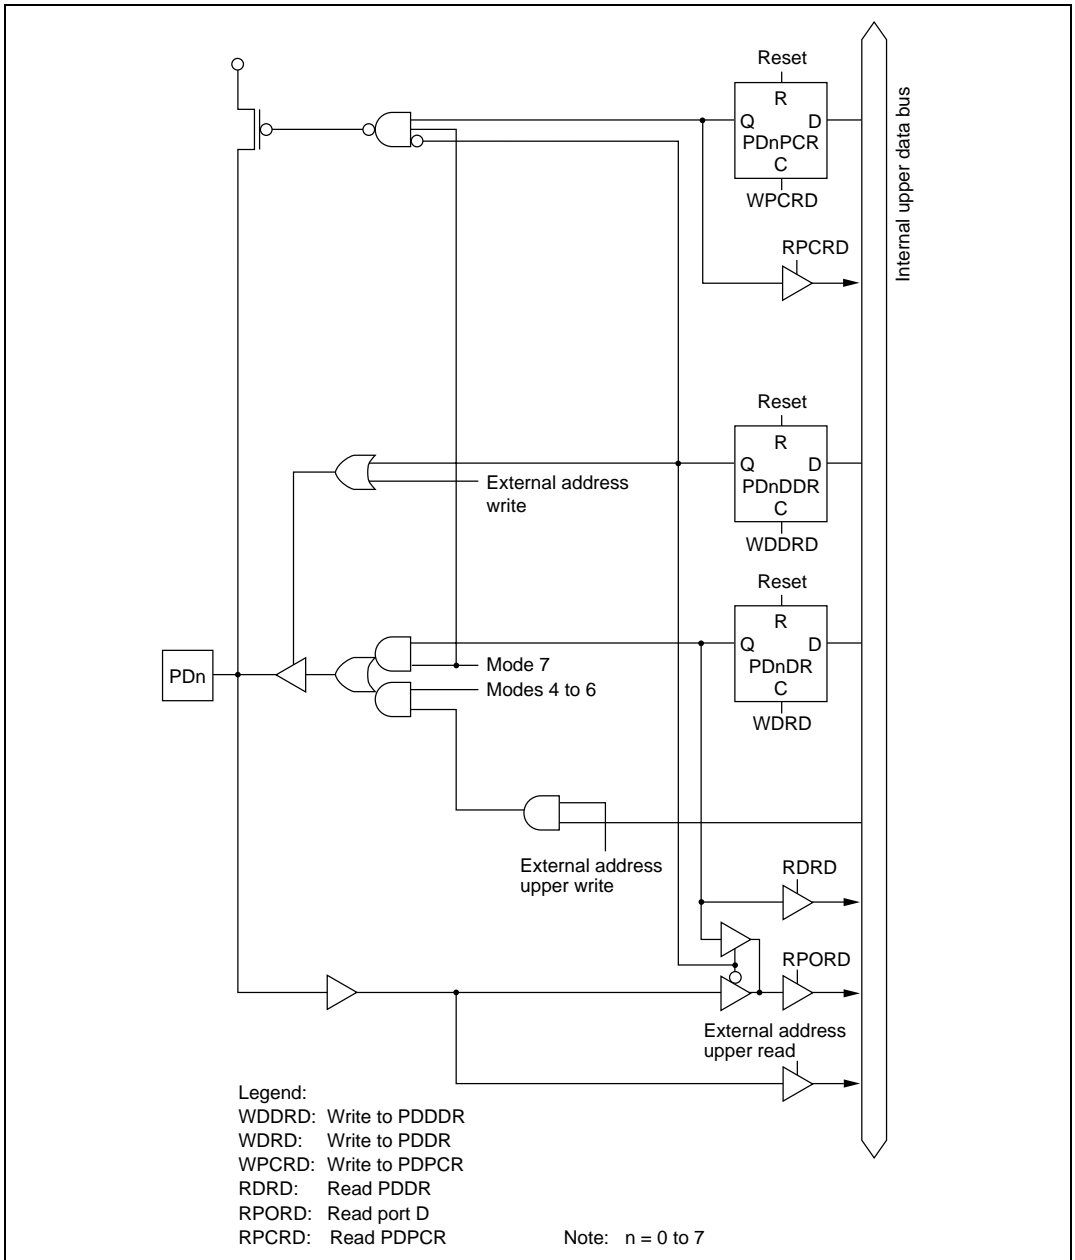 Reset
R
Q D
PDnPCR
C
WPCRD
Internal upper data bus
RPCRD
Reset
R
Q D
PDnDDR
C
WDDRD
External address
write
Reset
R
Q D
PDnDR
C
WDRD
Mode 7
PDn
Modes 4 to 6
External address
upper write
RDRD
RPORD
External address
upper read
Legend:
WDDRD: Write to PDDDR
WDRD: Write to PDDR
WPCRD: Write to PDPCR
RDRD: Read PDDR
RPORD: Read port D
RPCRD: Read PDPCR
Note: n = 0 to 7